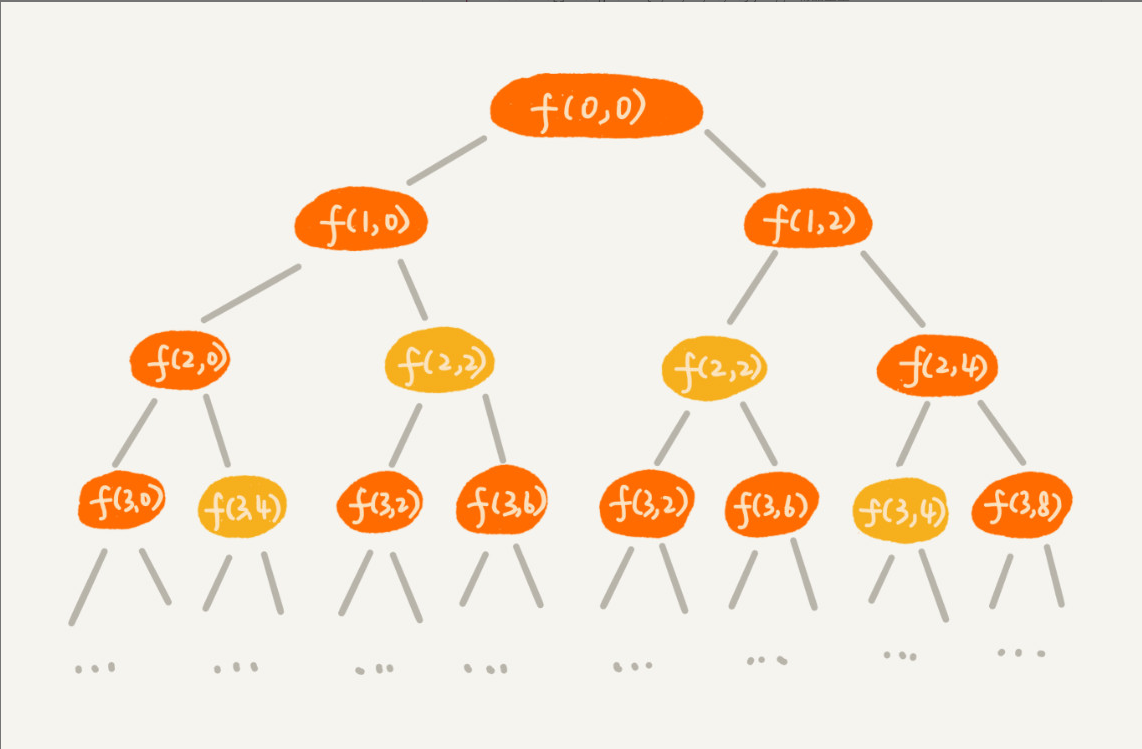 f(0,0)
f(1,0) f(1,2)
f(2,0) f(2,2) f(2,2) f(2,4)
f(3,0) f(3,4) f(3,2) f(3,6) f(3,2) f(3,6) f(3,4) f(3,8)
... ... ... ... ... ... ... ...